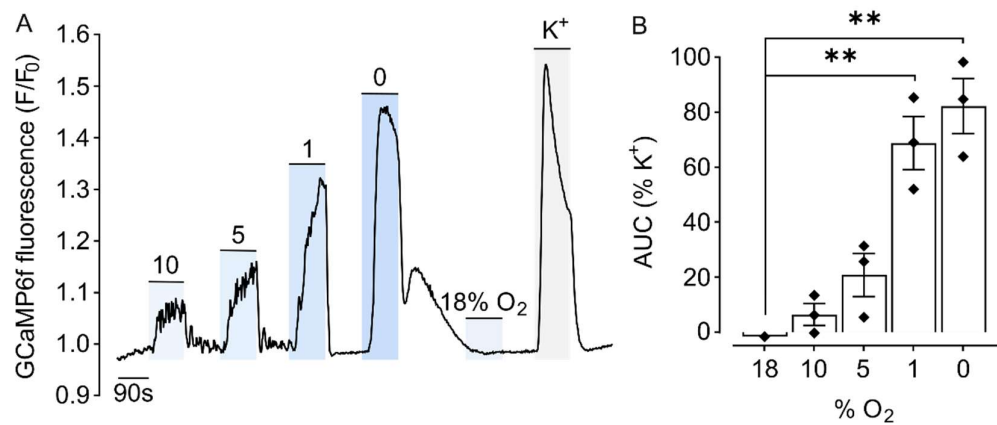 A
GCaMP6f fluorescence (F/F₀)
1.6
1.5
1.4
1.3
1.2
1.1
1.0
0.9
10
5
1
0
18% O₂
K⁺
90s
B
AUC (% K⁺)
100
80
60
40
20
0
**
**
18 10 5 1 0
% O₂